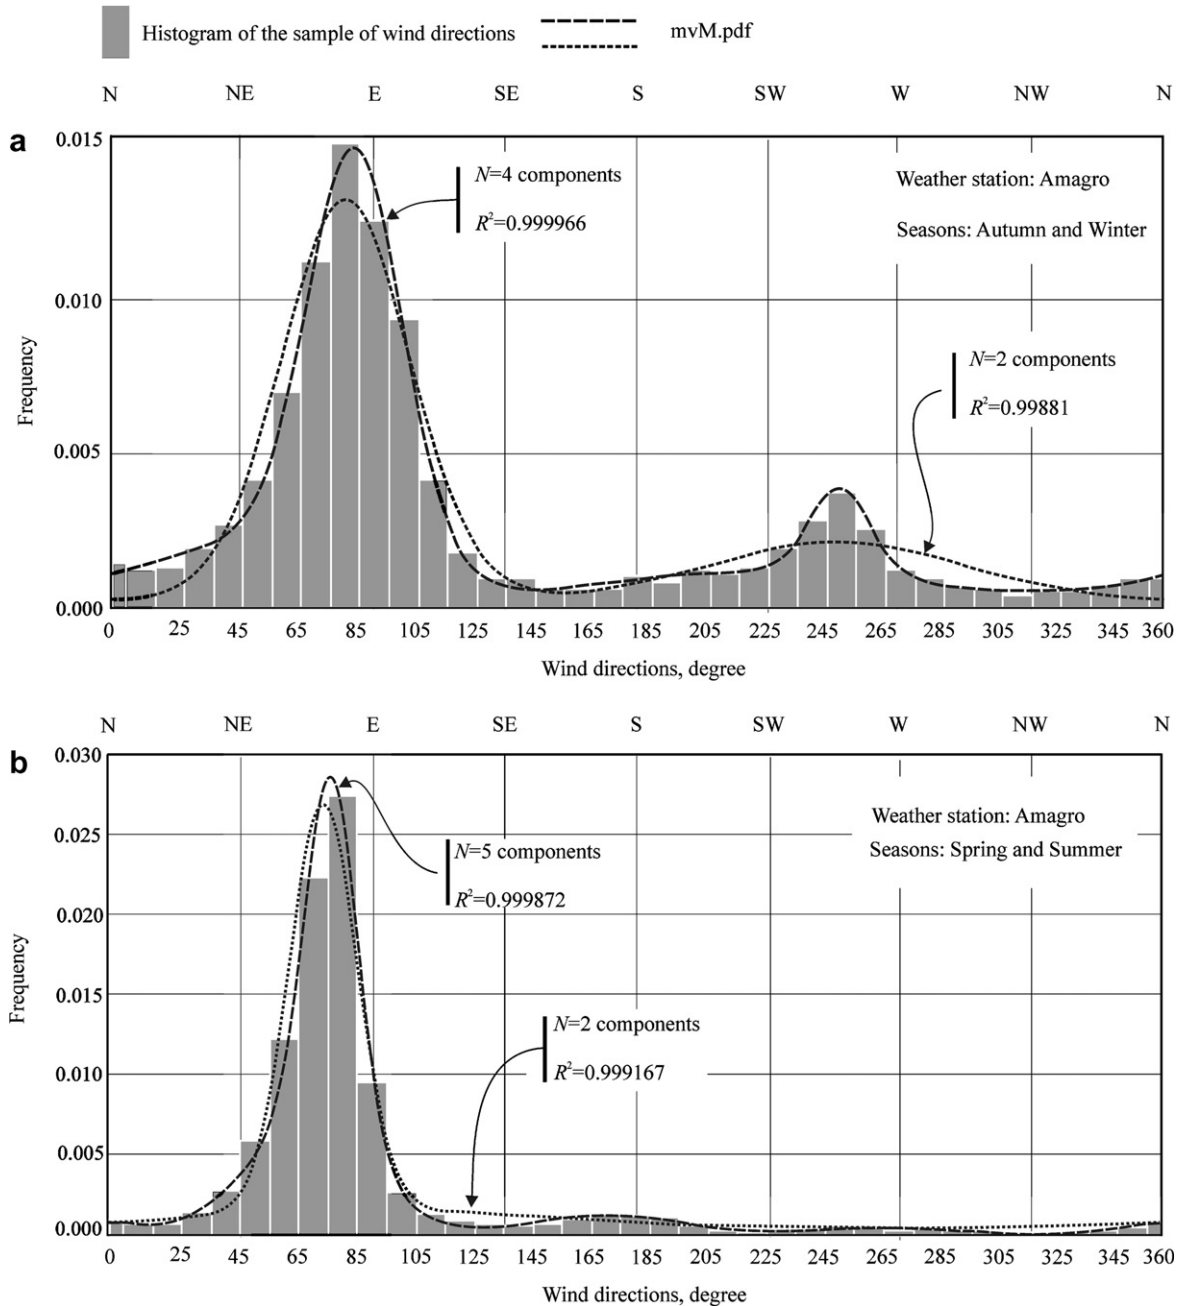 Histogram of the sample of wind directions mvM.pdf
N NE E SE S SW W NW N
a
0.015
N=4 components
R²=0.999966
Weather station: Amagro
Seasons: Autumn and Winter
0.010
N=2 components
R²=0.99881
Frequency
0.005
0.000
0 25 45 65 85 105 125 145 165 185 205 225 245 265 285 305 325 345 360
Wind directions, degree
N NE E SE S SW W NW N
b
0.030
Weather station: Amagro
Seasons: Spring and Summer
0.025
N=5 components
R²=0.999872
0.020
Frequency
0.015
N=2 components
R²=0.999167
0.010
0.005
0.000
0 25 45 65 85 105 125 145 165 185 205 225 245 265 285 305 325 345 360
Wind directions, degree